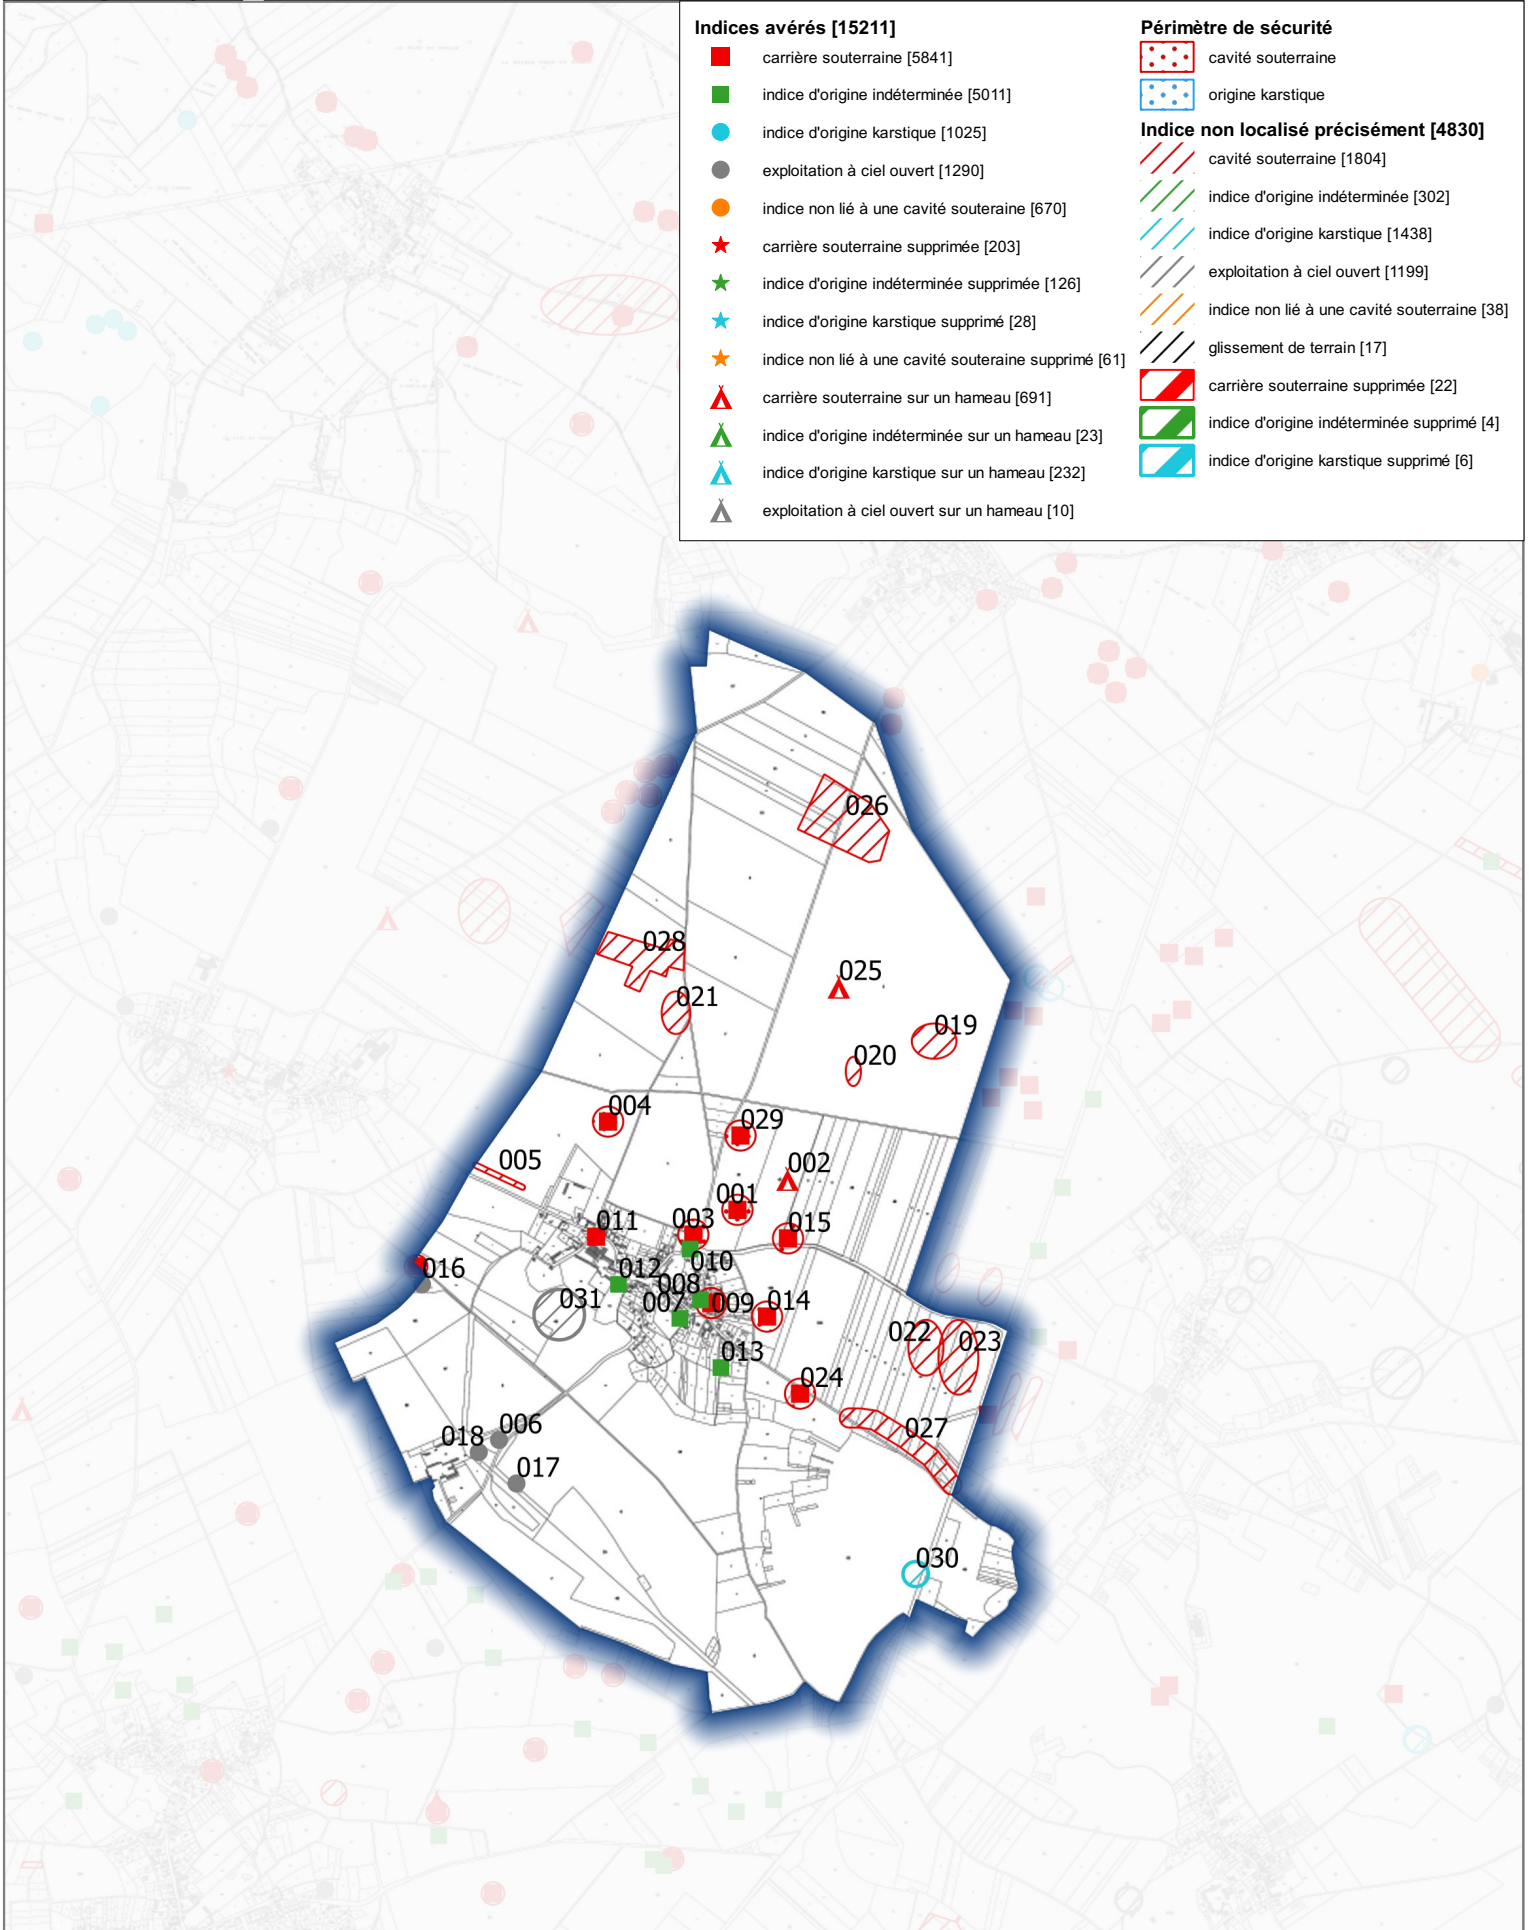 Indices avérés [15211]
carrière souterraine [5841]
indice d'origine indéterminée [5011]
indice d'origine karstique [1025]
exploitation à ciel ouvert [1290]
indice non lié à une cavité souteraine [670]
carrière souterraine supprimée [203]
indice d'origine indéterminée supprimée [126]
indice d'origine karstique supprimé [28]
indice non lié à une cavité souteraine supprimé [61]
carrière souterraine sur un hameau [691]
indice d'origine indéterminée sur un hameau [23]
indice d'origine karstique sur un hameau [232]
exploitation à ciel ouvert sur un hameau [10]
Périmètre de sécurité
cavité souterraine
origine karstique
Indice non localisé précisément [4830]
cavité souterraine [1804]
indice d'origine indéterminée [302]
indice d'origine karstique [1438]
exploitation à ciel ouvert [1199]
indice non lié à une cavité souterraine [38]
glissement de terrain [17]
carrière souterraine supprimée [22]
indice d'origine indéterminée supprimé [4]
indice d'origine karstique supprimé [6]
026
028
025
021
019
020
004
029
005
002
001
011
003
015
010
016
012
008
031
007
009
014
022
023
013
024
027
006
018
017
030